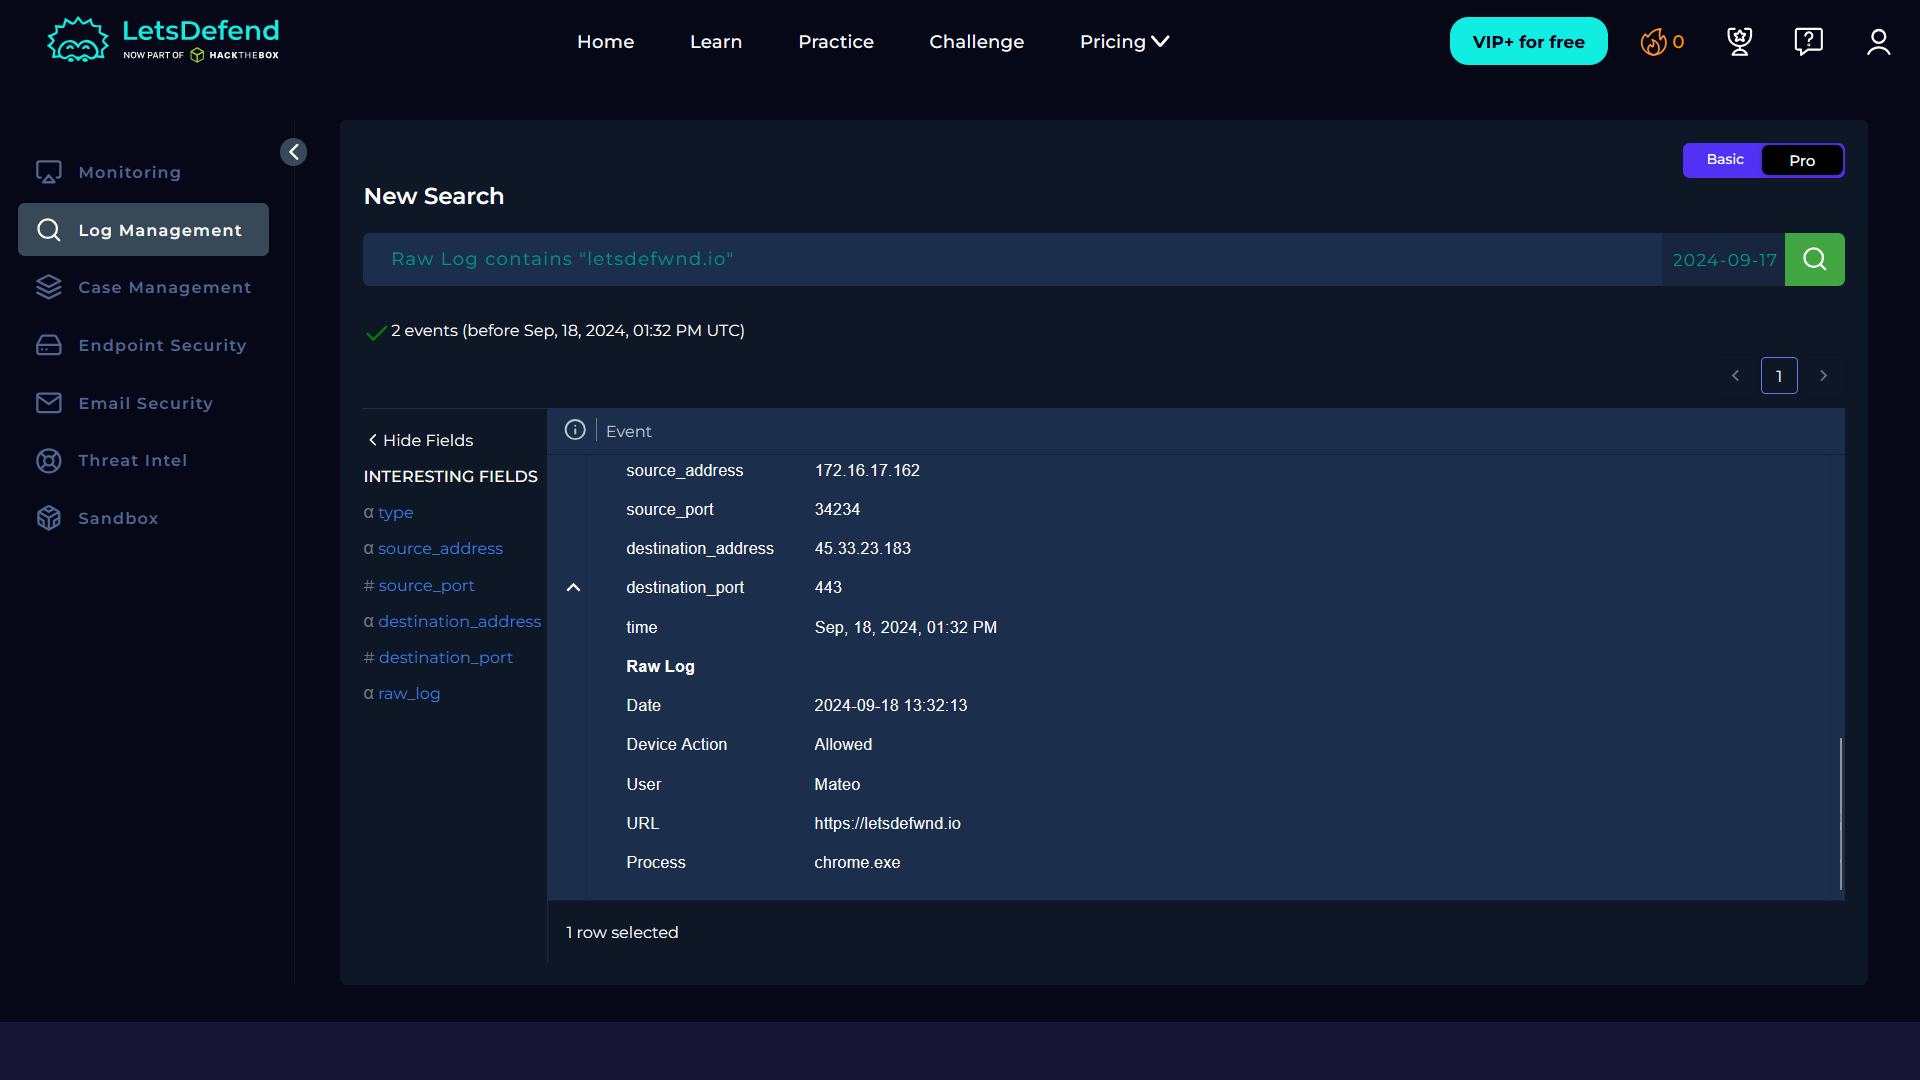 LetsDefend
NOW PART OF HACKTHEBOX
Home
Learn
Practice
Challenge
Pricing
VIP+ for free
0
Monitoring
Log Management
Case Management
Endpoint Security
Email Security
Threat Intel
Sandbox
Basic
Pro
New Search
Raw Log contains "letsdefwnd.io"
2024-09-17
2 events (before Sep, 18, 2024, 01:32 PM UTC)
1
Hide Fields
INTERESTING FIELDS
α type
α source_address
# source_port
α destination_address
# destination_port
α raw_log
Event
source_address 172.16.17.162
source_port 34234
destination_address 45.33.23.183
destination_port 443
time Sep, 18, 2024, 01:32 PM
Raw Log
Date 2024-09-18 13:32:13
Device Action Allowed
User Mateo
URL https://letsdefwnd.io
Process chrome.exe
1 row selected